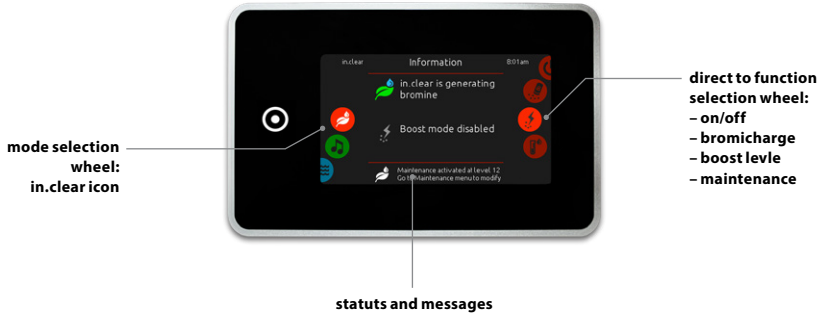 in.clear
Information
8:01am
in.clear is generating
bromine
Boost mode disabled
Maintenance activated at level 12
Go to Maintenance menu to modify
mode selection
wheel:
in.clear icon
direct to function
selection wheel:
– on/off
– bromicharge
– boost levle
– maintenance
statuts and messages